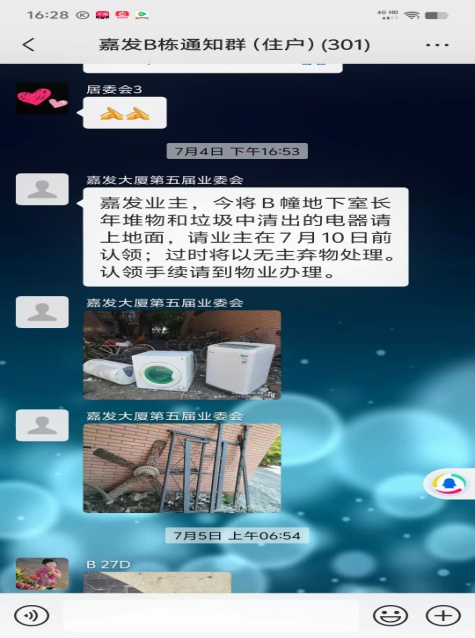 16:28
4G HD
嘉发B栋通知群(住户)(301)
居委会3
7月4日 下午16:53
嘉发大厦第五届业委会
嘉发业主，今将B幢地下室长
年堆物和垃圾中清出的电器请
上地面，请业主在7月10日前
认领；过时将以无主弃物处理。
认领手续请到物业办理。
嘉发大厦第五届业委会
嘉发大厦第五届业委会
7月5日 上午06:54
B 27D